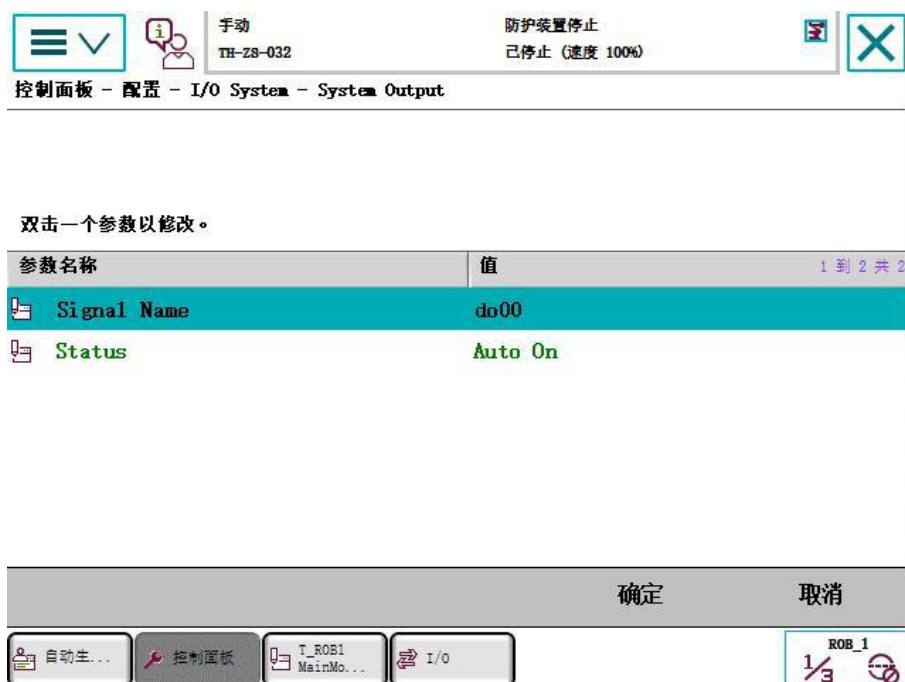 手动
TH-ZS-032
防护装置停止
已停止 (速度 100%)
控制面板 - 配置 - I/O System - System Output
双击一个参数以修改。
参数名称 值 1 到 2 共 2
Signal Name do00
Status Auto On
确定 取消
自动生... 控制面板 T_ROB1 MainMo... I/O
ROB_1
1/3